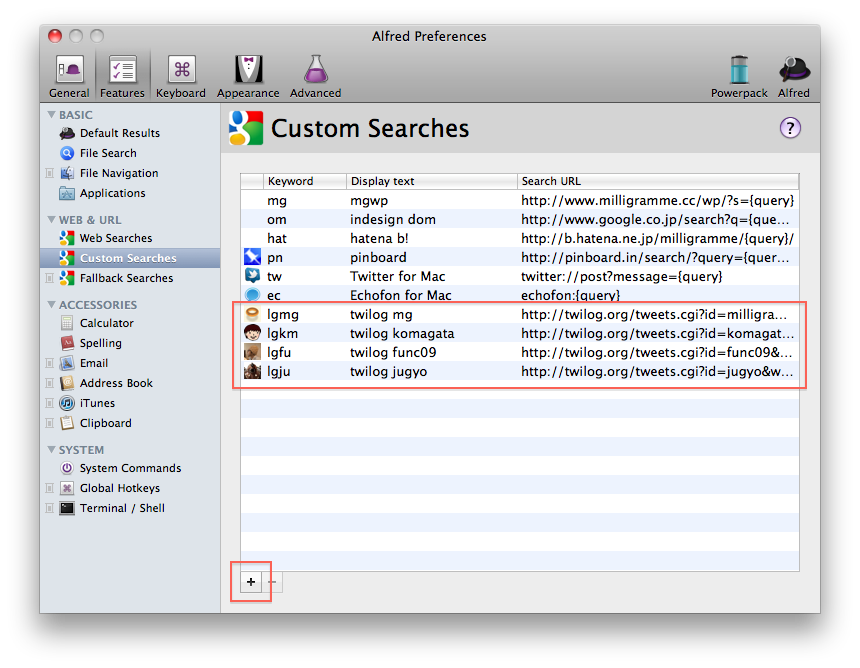 Alfred Preferences
General Features Keyboard Appearance Advanced Powerpack Alfred
BASIC
Default Results
File Search
File Navigation
Applications
WEB & URL
Web Searches
Custom Searches
Fallback Searches
ACCESSORIES
Calculator
Spelling
Email
Address Book
iTunes
Clipboard
SYSTEM
System Commands
Global Hotkeys
Terminal / Shell
Custom Searches ?
Keyword Display text Search URL
mg mgwp http://www.milligramme.cc/wp/?s={query}
om indesign dom http://www.google.co.jp/search?q={que...
hat hatena b! http://b.hatena.ne.jp/milligramme/{query}/
pn pinboard http://pinboard.in/search/?query={quer...
tw Twitter for Mac twitter://post?message={query}
ec Echofon for Mac echofon:{query}
lgmg twilog mg http://twilog.org/tweets.cgi?id=milligra...
lgkm twilog komagata http://twilog.org/tweets.cgi?id=komagat...
lgfu twilog func09 http://twilog.org/tweets.cgi?id=func09&...
lgju twilog jugyo http://twilog.org/tweets.cgi?id=jugyo&w...
+ −